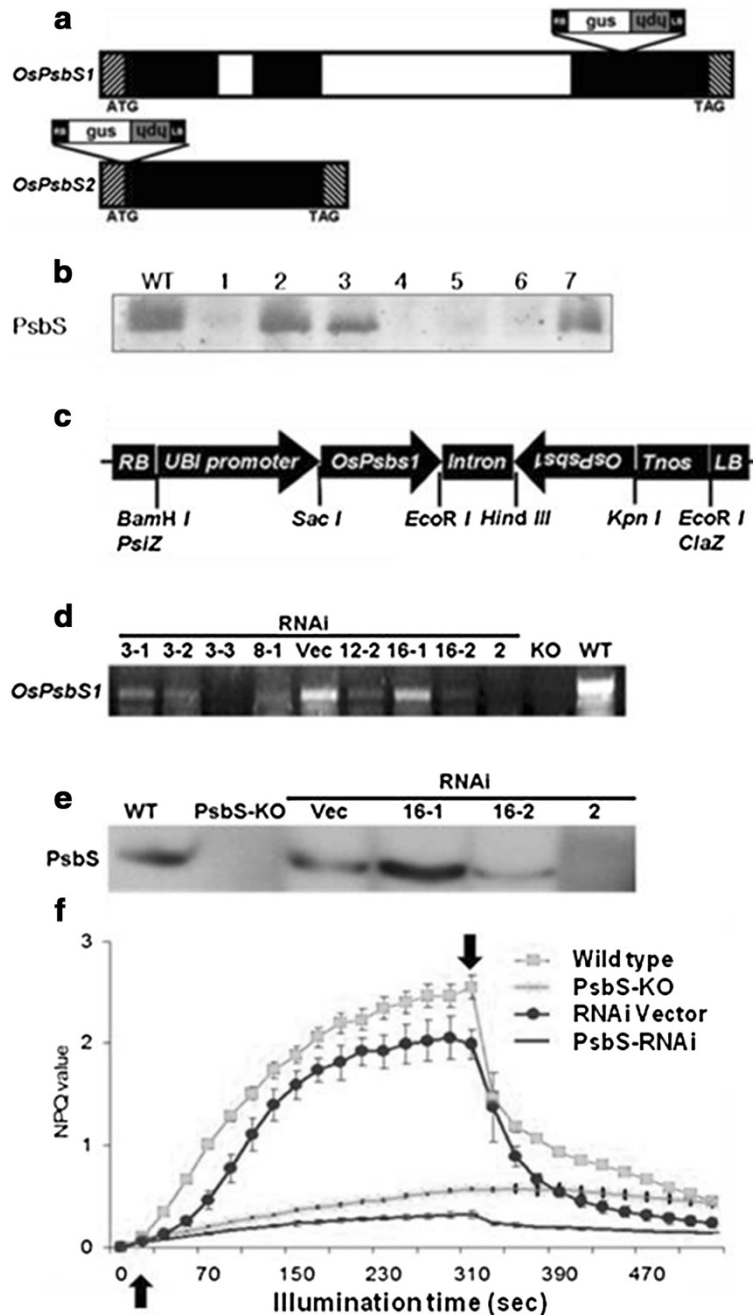 a
RB gus hph LB
OsPsbS1
ATG TAG
RB gus hph LB
OsPsbS2
ATG TAG
b
WT 1 2 3 4 5 6 7
PsbS
c
RB UBI promoter OsPsbs1 Intron OsPsbs1 Tnos LB
BamH I Sac I EcoR I Hind III Kpn I EcoR I
PsiZ ClaZ
d
RNAi
3-1 3-2 3-3 8-1 Vec 12-2 16-1 16-2 2 KO WT
OsPsbS1
e
RNAi
WT PsbS-KO Vec 16-1 16-2 2
PsbS
f
3
2
1
0
NPQ value
Wild type
PsbS-KO
RNAi Vector
PsbS-RNAi
0 70 150 230 310 390 470
Illumination time (sec)